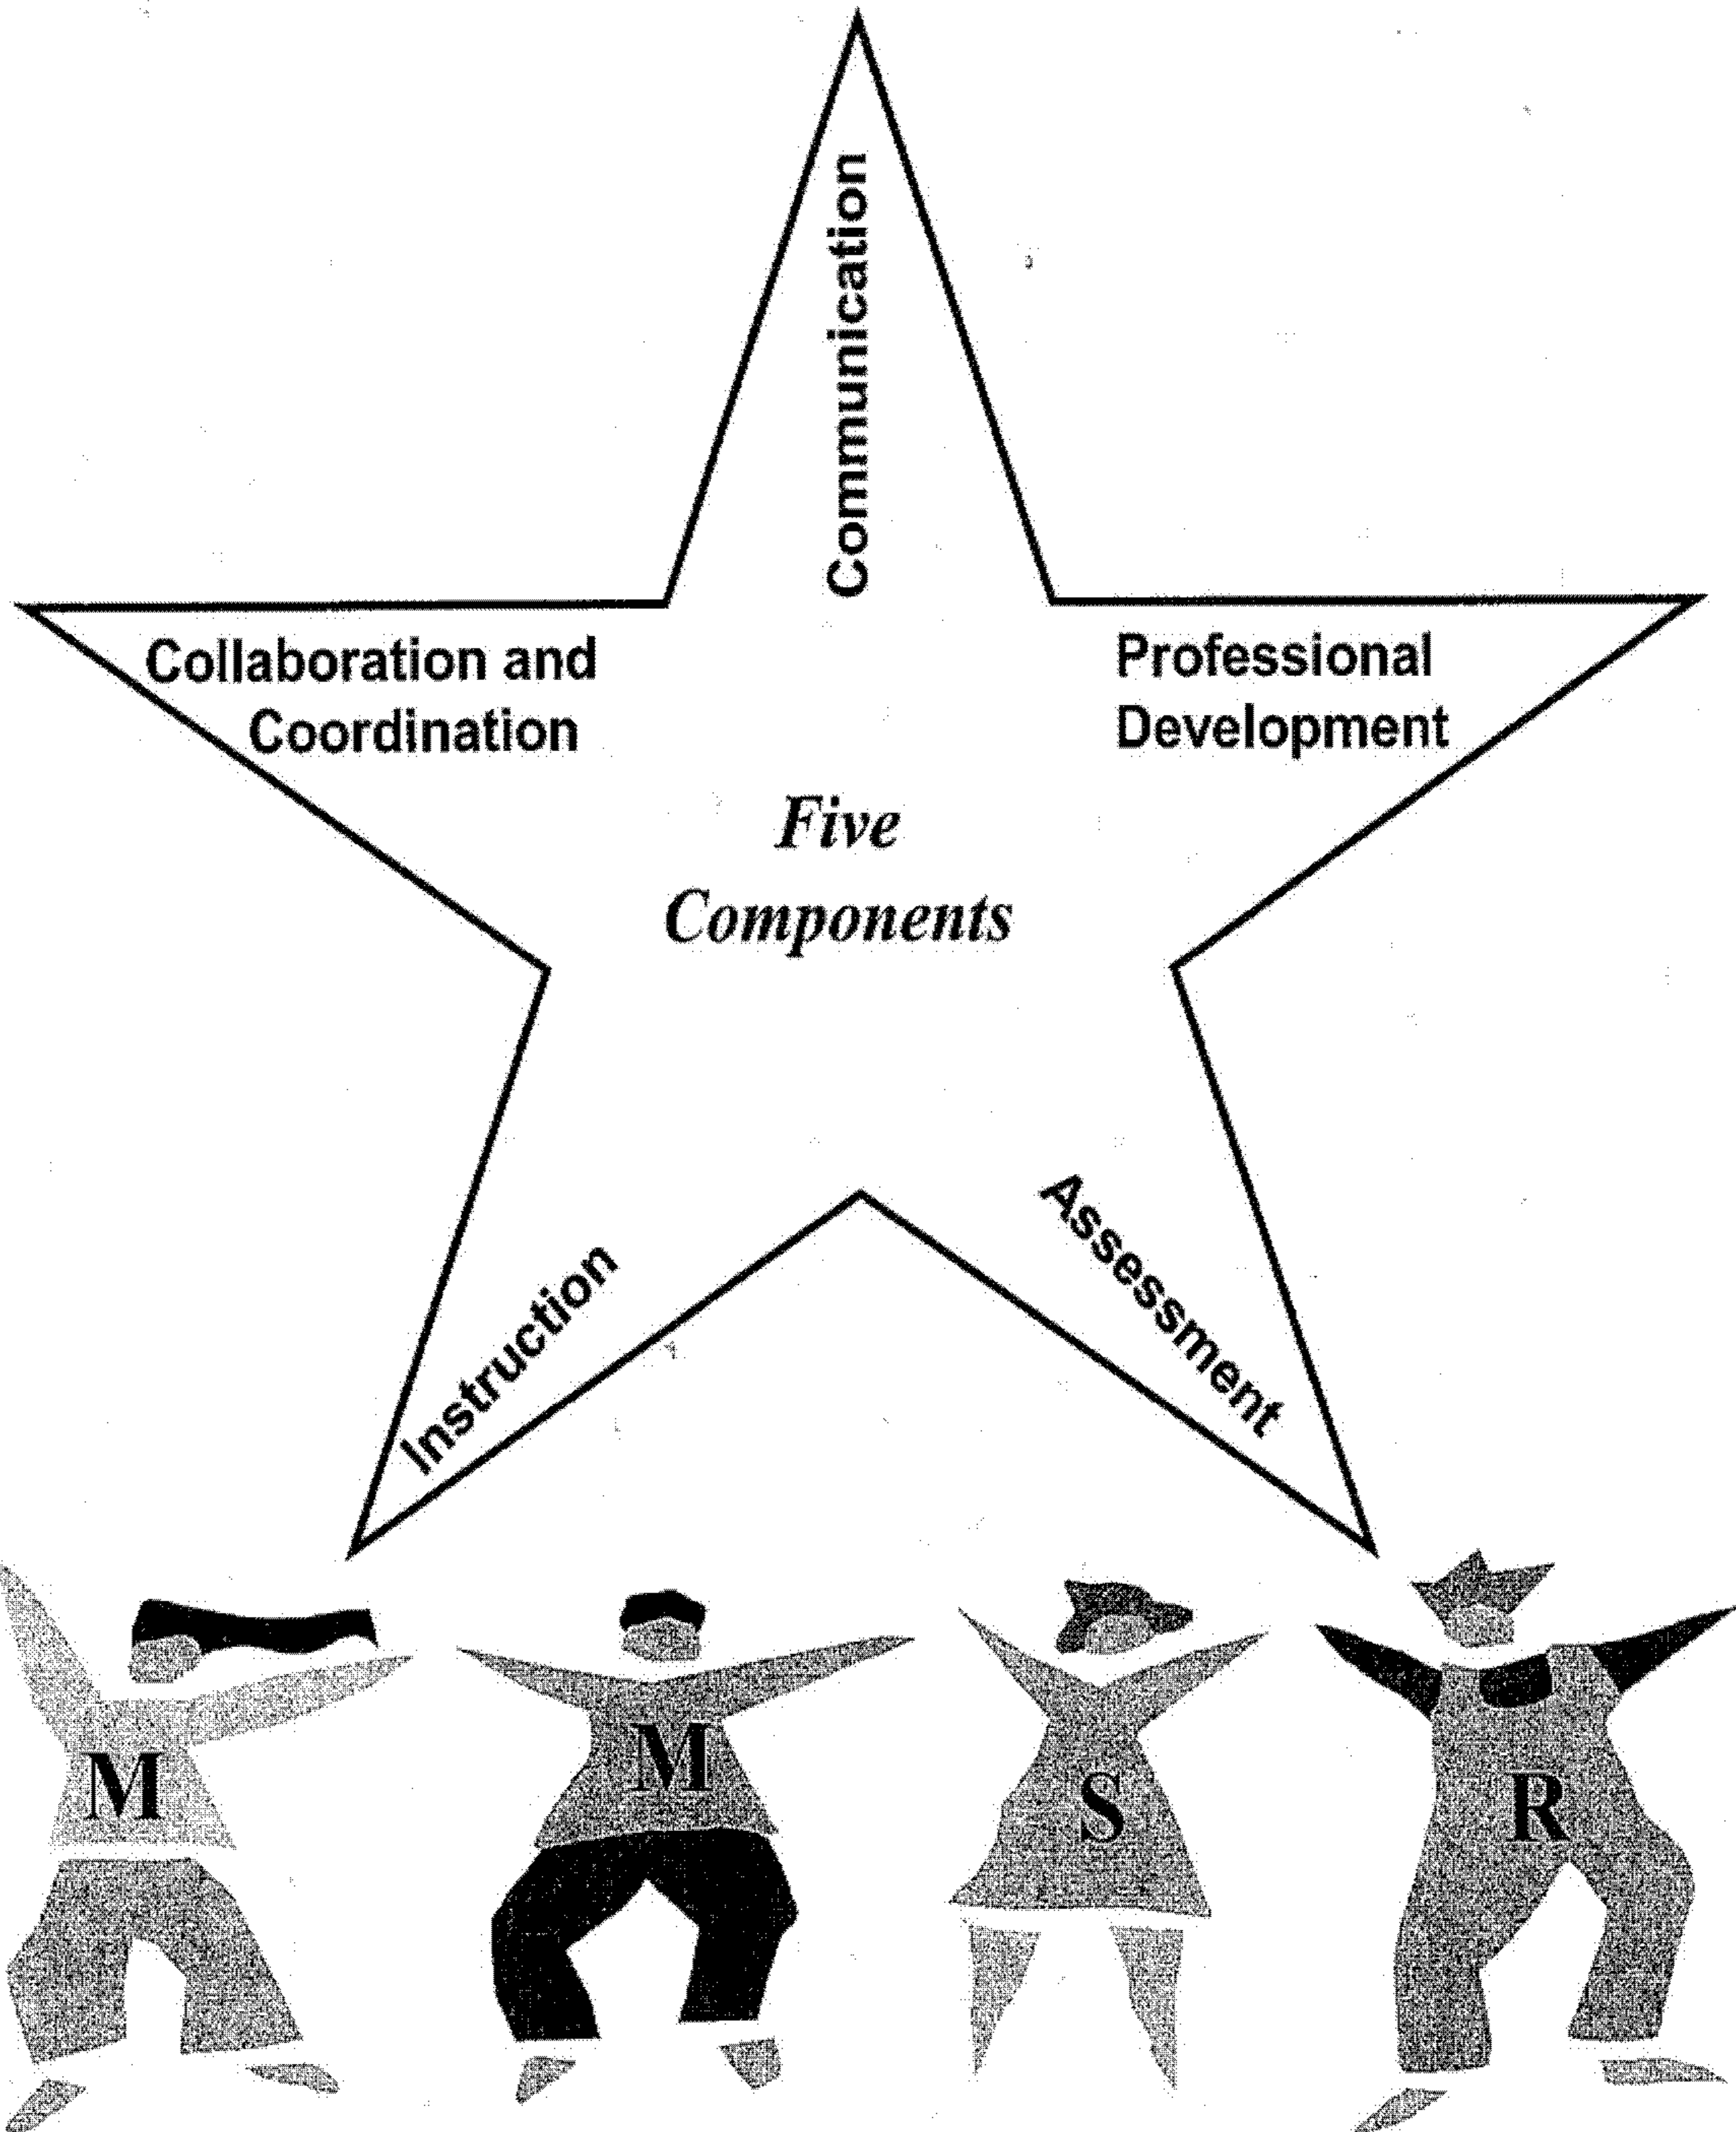 Communication
Collaboration and
Coordination
Professional
Development
Five
Components
Instruction
Assessment
M
M
S
R